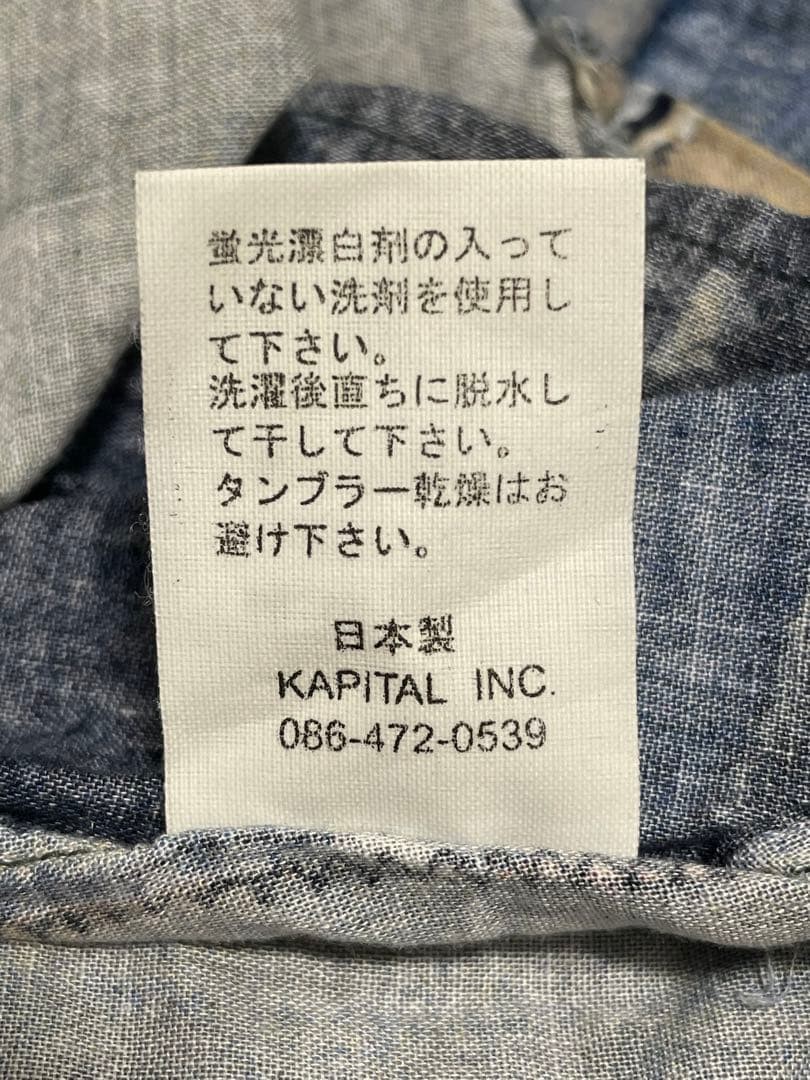 蛍光漂白剤の入って
いない洗剤を使用し
て下さい。
洗濯後直ちに脱水し
て干して下さい。
タンブラー乾燥はお
避け下さい。
日本製
KAPITAL INC.
086-472-0539